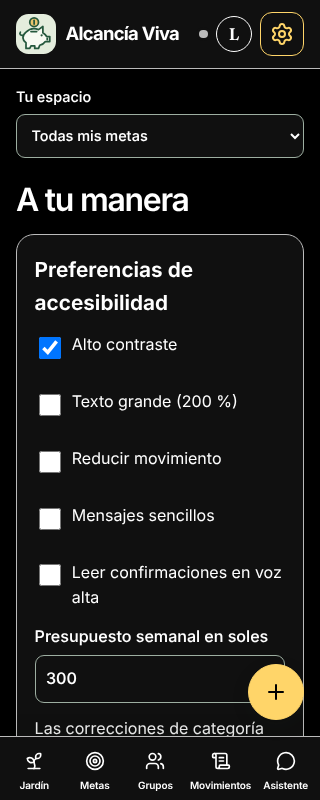 Alcancía Viva
L
Tu espacio
Todas mis metas
A tu manera
Preferencias de
accesibilidad
Alto contraste
Texto grande (200 %)
Reducir movimiento
Mensajes sencillos
Leer confirmaciones en voz
alta
Presupuesto semanal en soles
300
Las correcciones de categoría
Jardín
Metas
Grupos
Movimientos
Asistente